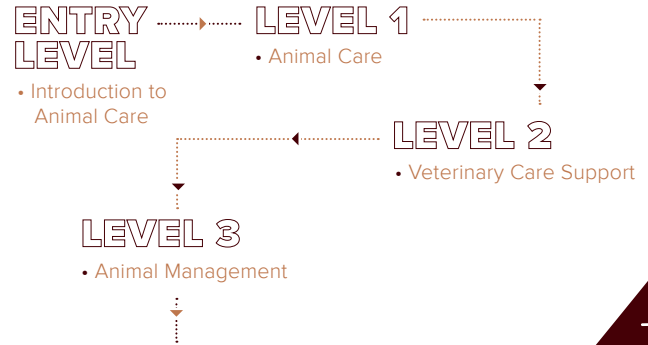 ENTRY
LEVEL
• Introduction to
Animal Care
LEVEL 1
• Animal Care
LEVEL 2
• Veterinary Care Support
LEVEL 3
• Animal Management